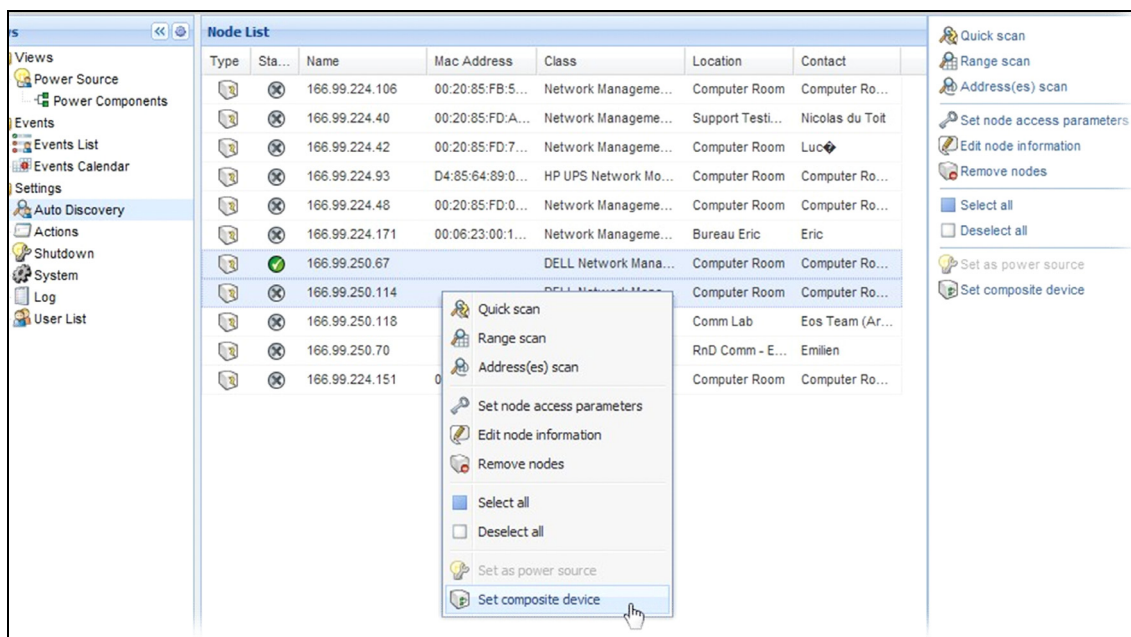 Views
Power Source
Power Components
Events
Events List
Events Calendar
Settings
Auto Discovery
Actions
Shutdown
System
Log
User List
Node List
Type Sta... Name Mac Address Class Location Contact
166.99.224.106 00:20:85:FB:5... Network Manageme... Computer Room Computer Ro...
166.99.224.40 00:20:85:FD:A... Network Manageme... Support Testi... Nicolas du Toit
166.99.224.42 00:20:85:FD:7... Network Manageme... Computer Room Luc�
166.99.224.93 D4:85:64:89:0... HP UPS Network Mo... Computer Room Computer Ro...
166.99.224.48 00:20:85:FD:0... Network Manageme... Computer Room Computer Ro...
166.99.224.171 00:06:23:00:1... Network Manageme... Bureau Eric Eric
166.99.250.67 DELL Network Mana... Computer Room Computer Ro...
166.99.250.114 DELL Network Mana... Computer Room Computer Ro...
166.99.250.118 Comm Lab Eos Team (Ar...
166.99.250.70 RnD Comm - E... Emilien
166.99.224.151 0 Computer Room Computer Ro...
Quick scan
Range scan
Address(es) scan
Set node access parameters
Edit node information
Remove nodes
Select all
Deselect all
Set as power source
Set composite device
Quick scan
Range scan
Address(es) scan
Set node access parameters
Edit node information
Remove nodes
Select all
Deselect all
Set as power source
Set composite device